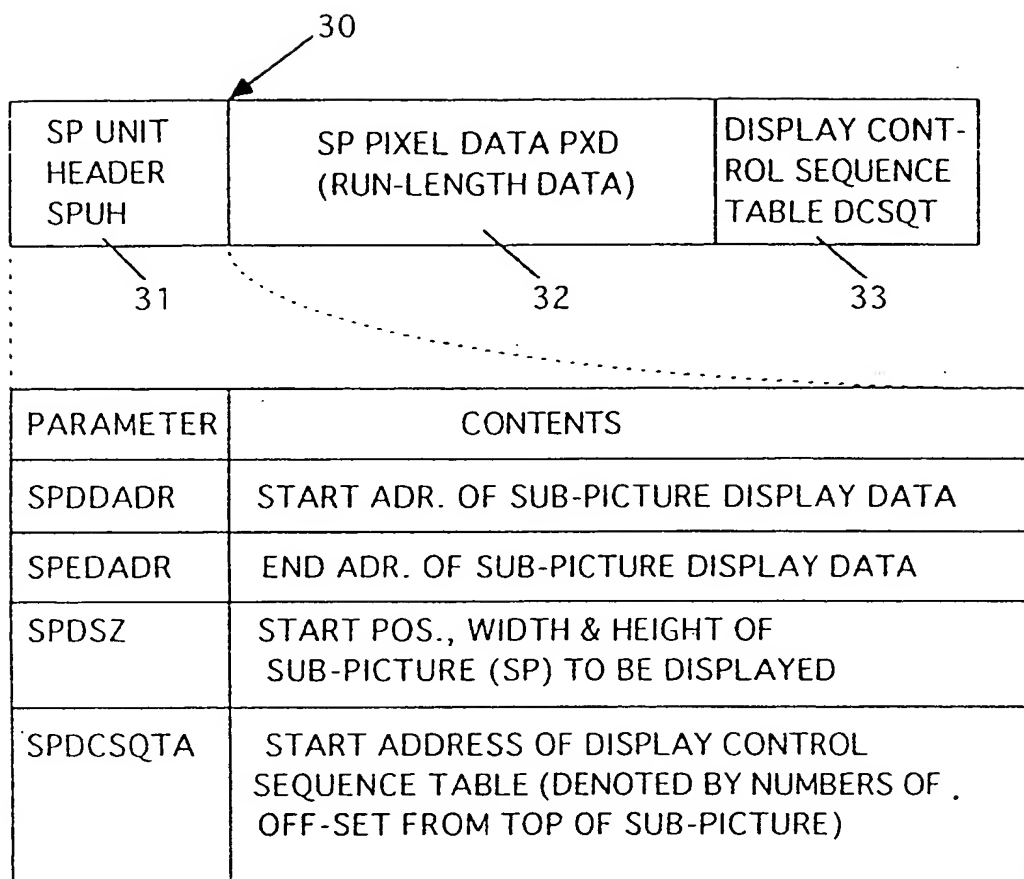 30
SP UNIT
HEADER
SPUH
SP PIXEL DATA PXD
(RUN-LENGTH DATA)
DISPLAY CONT-
ROL SEQUENCE
TABLE DCSQT
31
32
33
PARAMETER CONTENTS
SPDDADR START ADR. OF SUB-PICTURE DISPLAY DATA
SPEDADR END ADR. OF SUB-PICTURE DISPLAY DATA
SPDSZ START POS., WIDTH & HEIGHT OF
SUB-PICTURE (SP) TO BE DISPLAYED
SPDCSQTA START ADDRESS OF DISPLAY CONTROL
SEQUENCE TABLE (DENOTED BY NUMBERS OF
OFF-SET FROM TOP OF SUB-PICTURE)